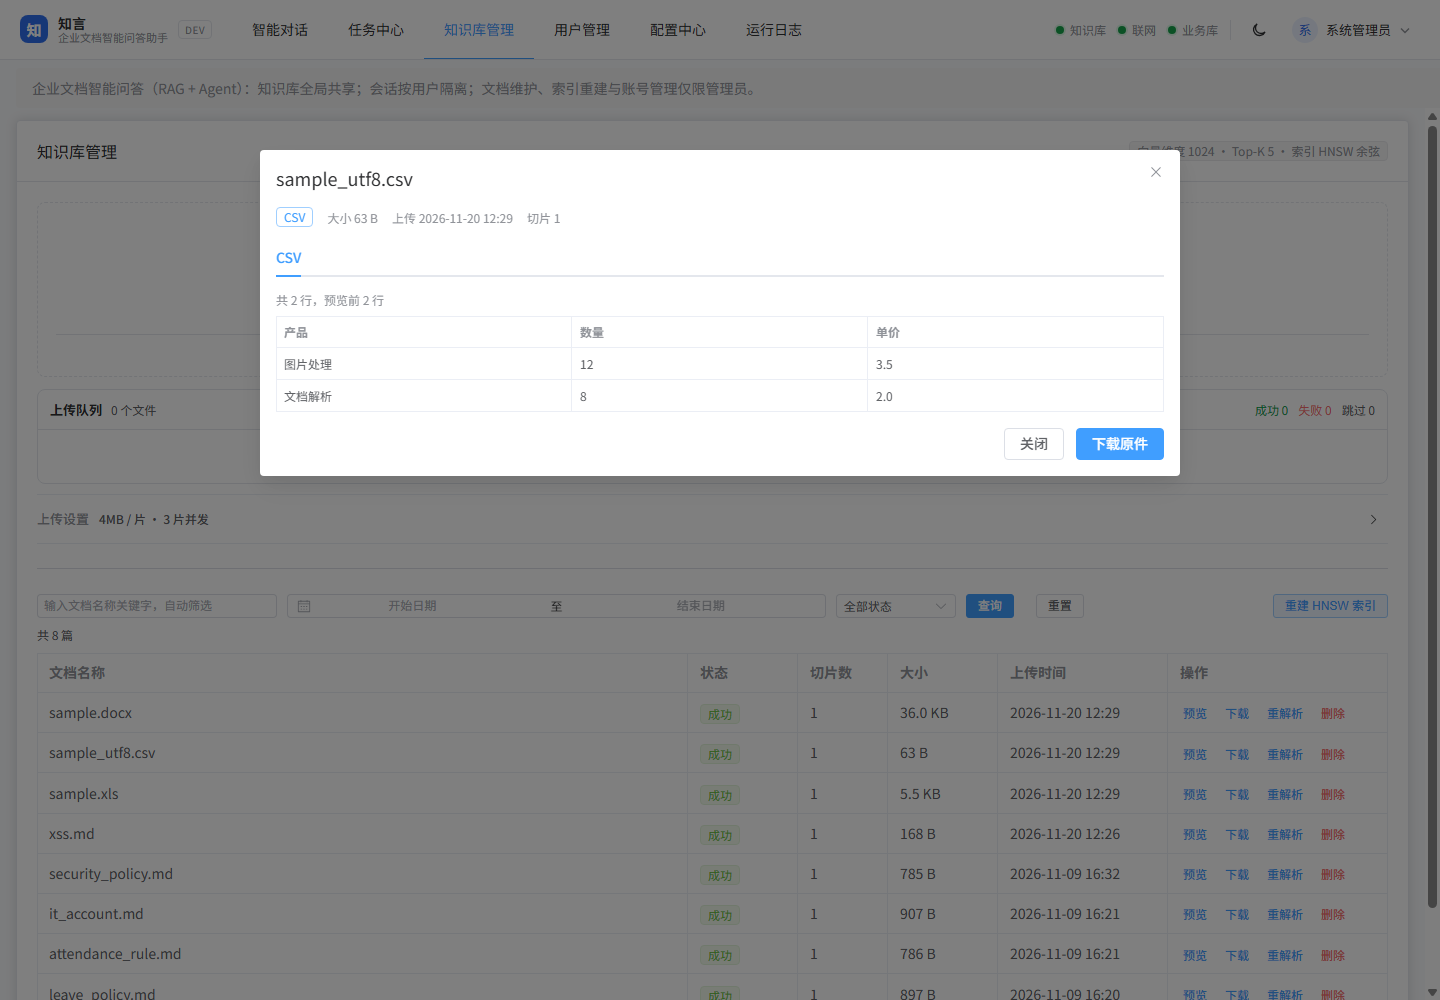 知 知言 企业文档智能问答助手 DEV 智能对话 任务中心 知识库管理 用户管理 配置中心 运行日志 知识库 联网 业务库 系 系统管理员
企业文档智能问答（RAG + Agent）：知识库全局共享；会话按用户隔离；文档维护、索引重建与账号管理仅限管理员。
知识库管理 1024 · Top-K 5 · 索引 HNSW 余弦
sample_utf8.csv
CSV 大小 63 B 上传 2026-11-20 12:29 切片 1
CSV
共 2 行，预览前 2 行
产品 数量 单价
图片处理 12 3.5
文档解析 8 2.0
关闭 下载原件
上传队列 0 个文件 成功 0 失败 0 跳过 0
上传设置 4MB / 片 · 3 片并发
输入文档名称关键字，自动筛选 开始日期 至 结束日期 全部状态 查询 重置 重建 HNSW 索引
共 8 篇
文档名称 状态 切片数 大小 上传时间 操作
sample.docx 成功 1 36.0 KB 2026-11-20 12:29 预览 下载 重解析 删除
sample_utf8.csv 成功 1 63 B 2026-11-20 12:29 预览 下载 重解析 删除
sample.xls 成功 1 5.5 KB 2026-11-20 12:29 预览 下载 重解析 删除
xss.md 成功 1 168 B 2026-11-20 12:26 预览 下载 重解析 删除
security_policy.md 成功 1 785 B 2026-11-09 16:32 预览 下载 重解析 删除
it_account.md 成功 1 907 B 2026-11-09 16:21 预览 下载 重解析 删除
attendance_rule.md 成功 1 786 B 2026-11-09 16:21 预览 下载 重解析 删除
leave_policy.md 成功 1 897 B 2026-11-09 16:20 预览 下载 重解析 删除